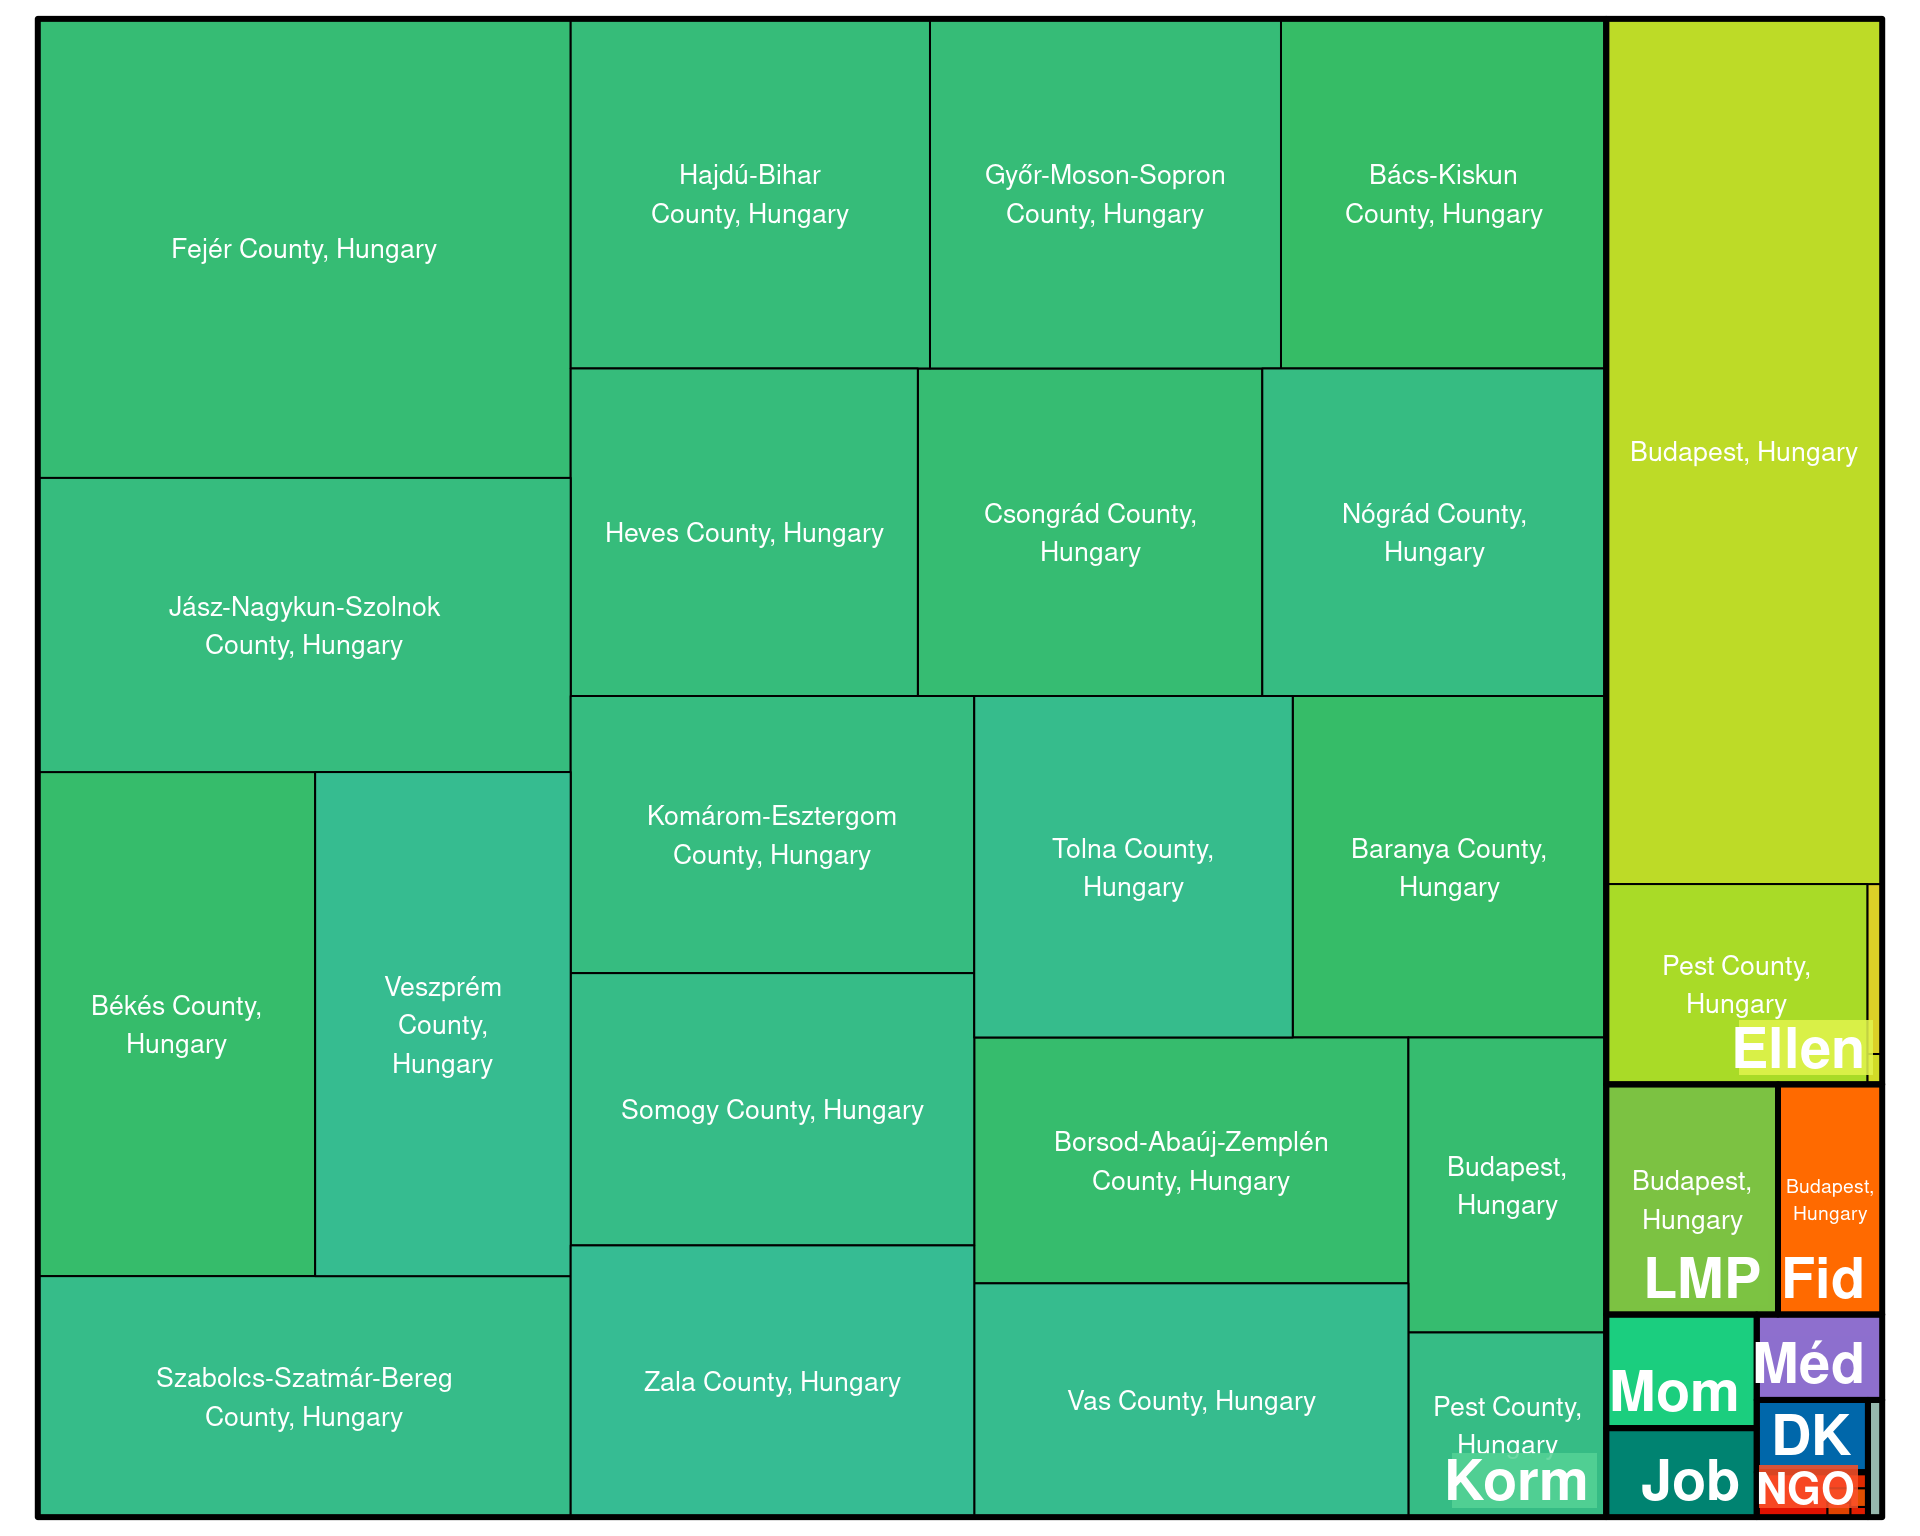 Fejér County, Hungary
Hajdú-Bihar
County, Hungary
Győr-Moson-Sopron
County, Hungary
Bács-Kiskun
County, Hungary
Budapest, Hungary
Heves County, Hungary
Csongrád County,
Hungary
Nógrád County,
Hungary
Jász-Nagykun-Szolnok
County, Hungary
Komárom-Esztergom
County, Hungary
Tolna County,
Hungary
Baranya County,
Hungary
Békés County,
Hungary
Veszprém
County,
Hungary
Pest County,
Hungary
Ellen
Somogy County, Hungary
Borsod-Abaúj-Zemplén
County, Hungary
Budapest,
Hungary
Budapest,
Hungary
LMP
Budapest,
Hungary
Fid
Szabolcs-Szatmár-Bereg
County, Hungary
Zala County, Hungary
Vas County, Hungary
Pest County,
Hungary
Korm
Mom
Méd
Job
DK
NGO